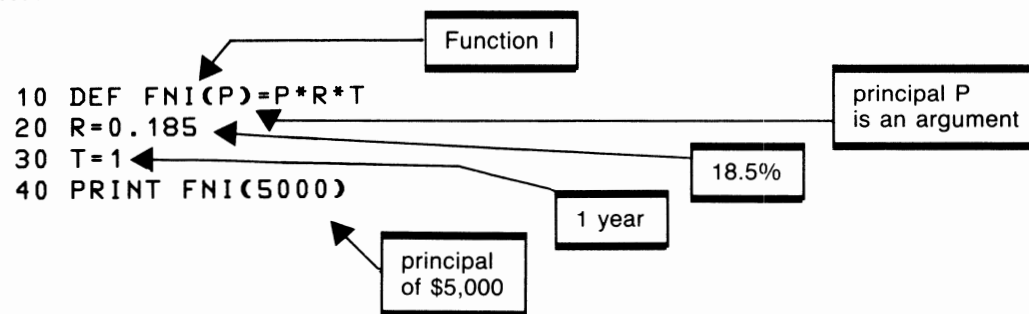 Function I
10 DEF FNI(P)=P*R*T
20 R=0.185
30 T=1
40 PRINT FNI(5000)
principal P
is an argument
18.5%
1 year
principal
of $5,000